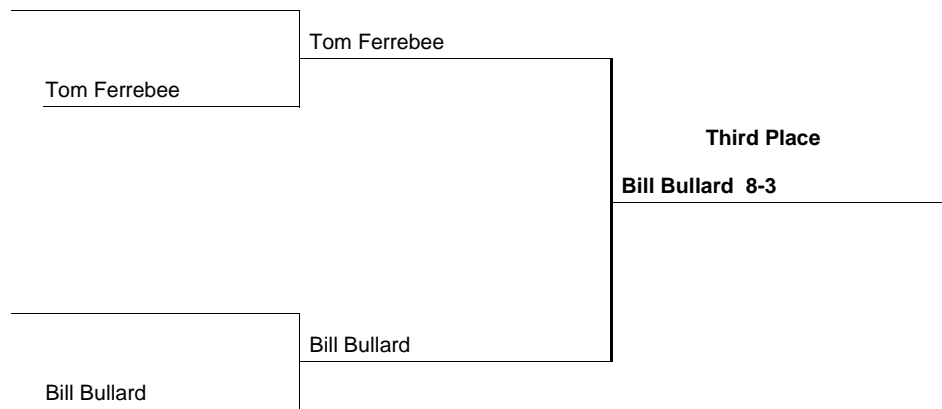 Tom Ferrebee
Tom Ferrebee
Third Place
Bill Bullard 8-3
Bill Bullard
Bill Bullard